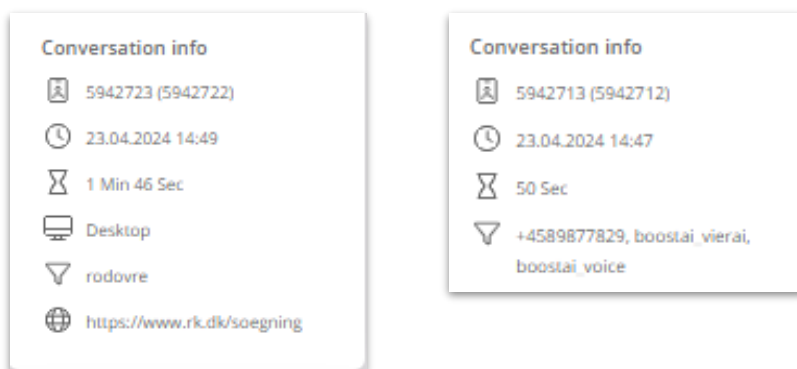 Conversation info
5942723 (5942722)
23.04.2024 14:49
1 Min 46 Sec
Desktop
rodovre
https://www.rk.dk/soegning
Conversation info
5942713 (5942712)
23.04.2024 14:47
50 Sec
+4589877829, boostai_vierai,
boostai_voice